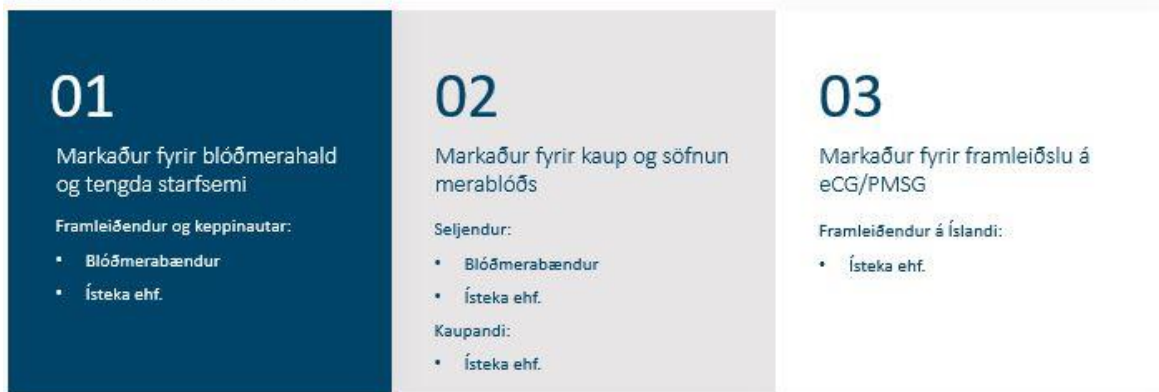 01
Markaður fyrir blóðmerahald
og tengda starfsemi
Framleiðendur og keppinautar:
• Blóðmerabændur
• Ísteka ehf.
02
Markaður fyrir kaup og söfnun
merablóðs
Seljendur:
• Blóðmerabændur
• Ísteka ehf.
Kaupandi:
• Ísteka ehf.
03
Markaður fyrir framleiðslu á
eCG/PMSG
Framleiðendur á Íslandi:
• Ísteka ehf.